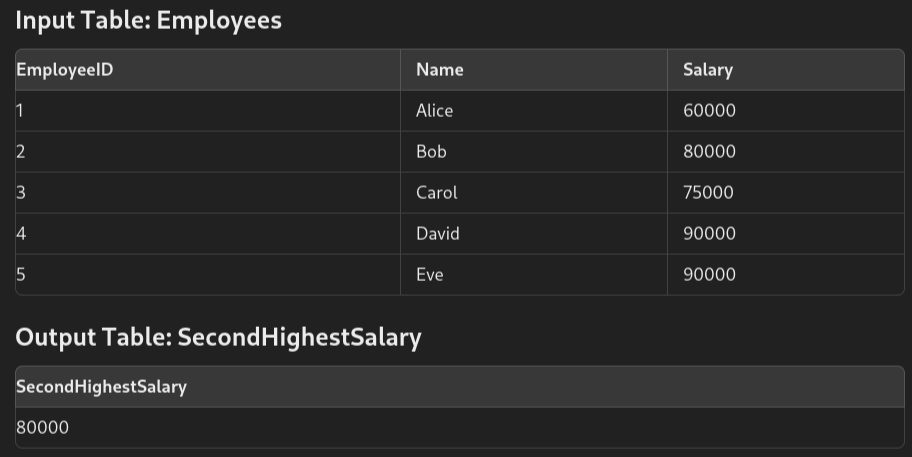 Input Table: Employees
EmployeeID Name Salary
1 Alice 60000
2 Bob 80000
3 Carol 75000
4 David 90000
5 Eve 90000
Output Table: SecondHighestSalary
SecondHighestSalary
80000